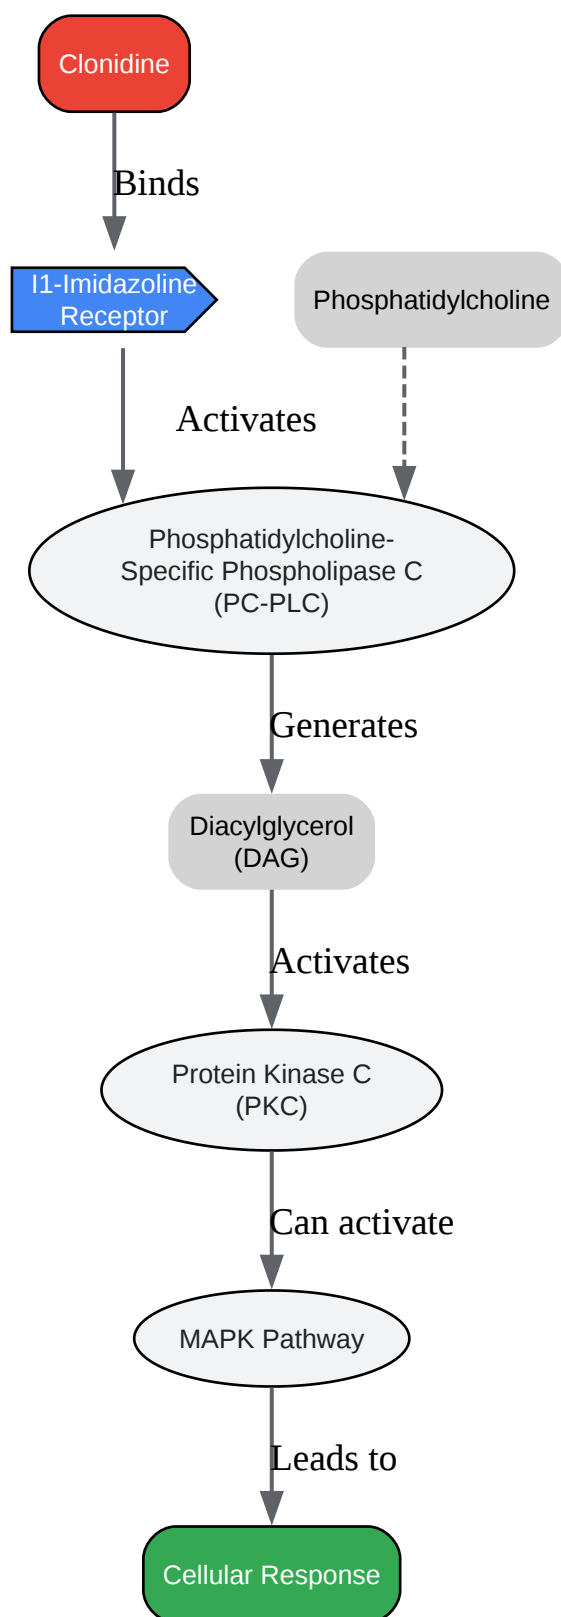 Clonidine
Binds
I1-Imidazoline
Receptor
Phosphatidylcholine
Activates
Phosphatidylcholine-
Specific Phospholipase C
(PC-PLC)
Generates
Diacylglycerol
(DAG)
Activates
Protein Kinase C
(PKC)
Can activate
MAPK Pathway
Leads to
Cellular Response